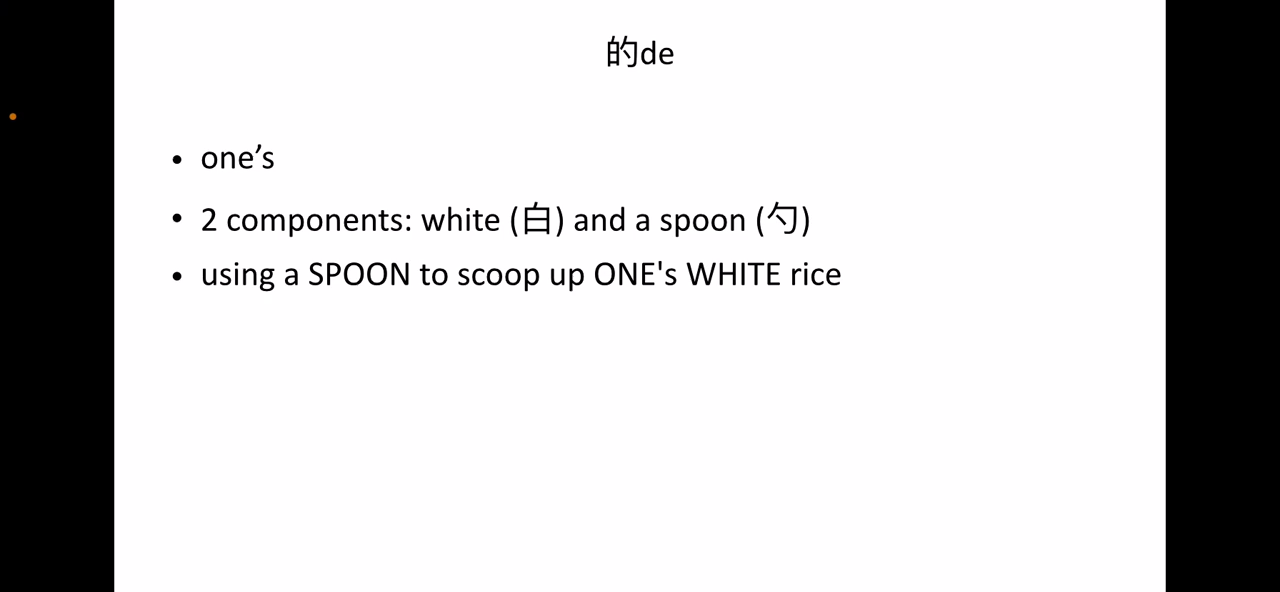 的de
• one’s
• 2 components: white (白) and a spoon (勺)
• using a SPOON to scoop up ONE's WHITE rice